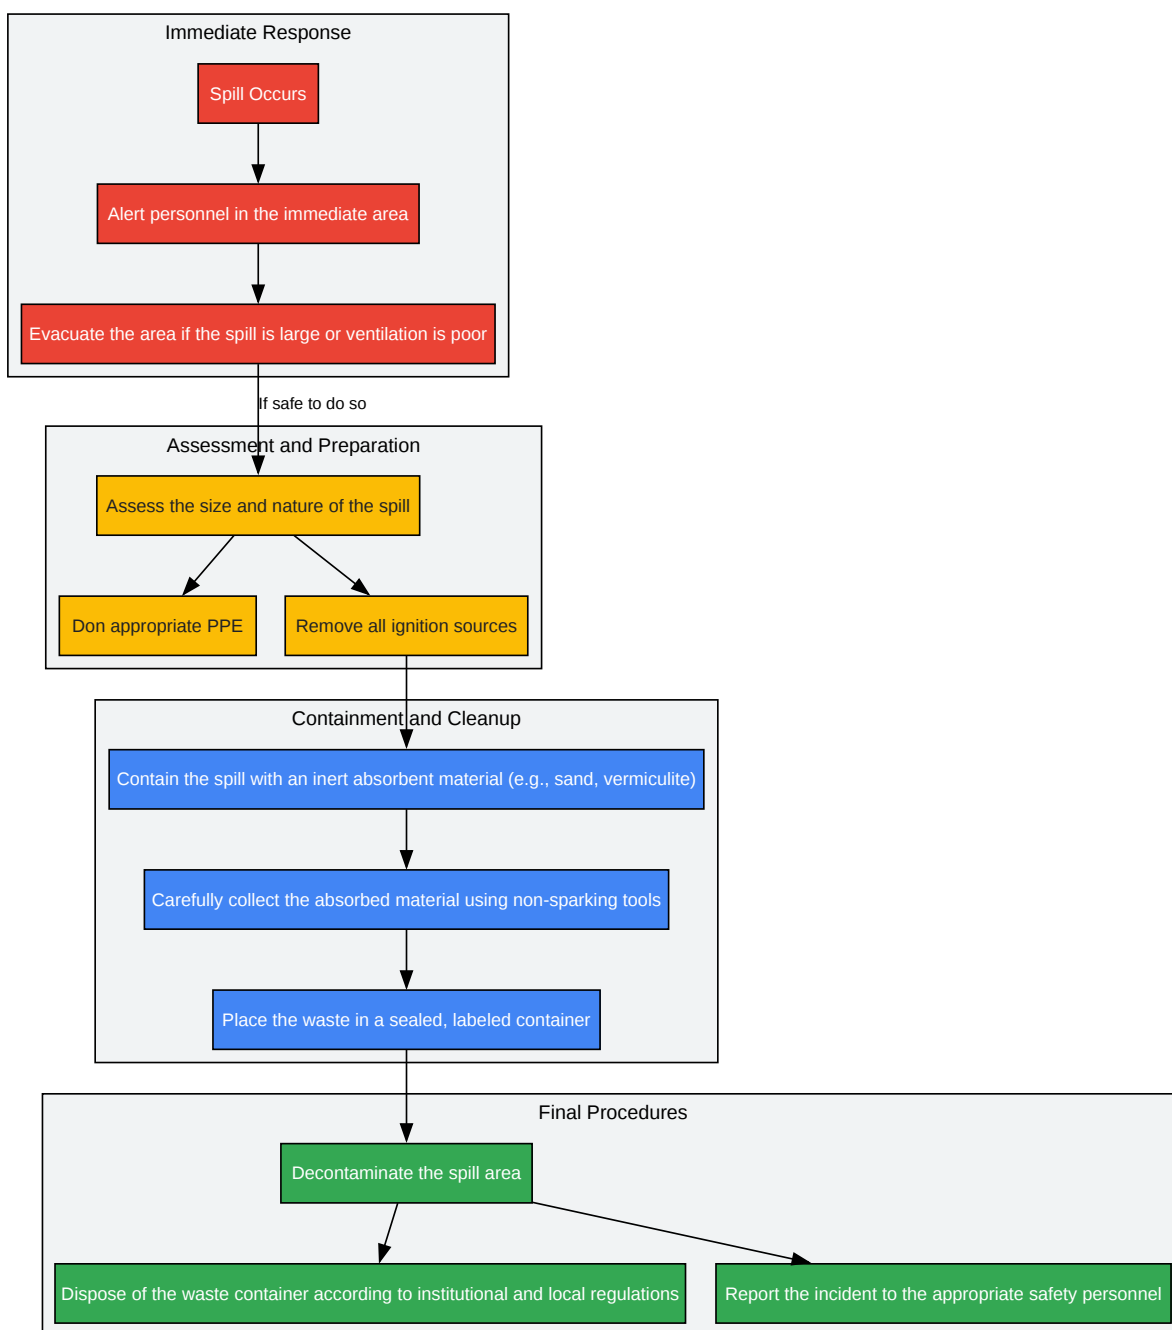 Immediate Response
Spill Occurs
Alert personnel in the immediate area
Evacuate the area if the spill is large or ventilation is poor
If safe to do so
Assessment and Preparation
Assess the size and nature of the spill
Don appropriate PPE
Remove all ignition sources
Containment and Cleanup
Contain the spill with an inert absorbent material (e.g., sand, vermiculite)
Carefully collect the absorbed material using non-sparking tools
Place the waste in a sealed, labeled container
Final Procedures
Decontaminate the spill area
Dispose of the waste container according to institutional and local regulations
Report the incident to the appropriate safety personnel